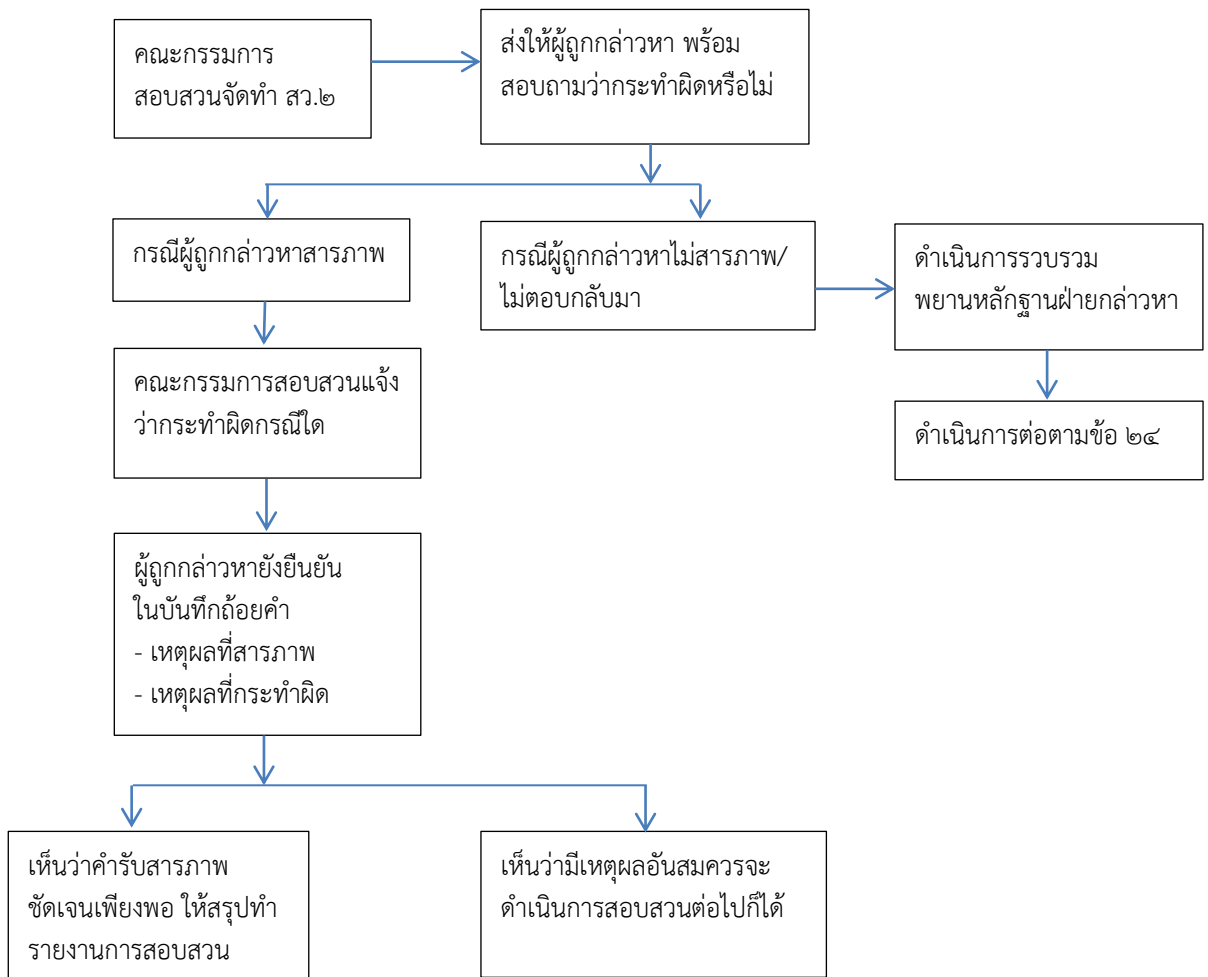 คณะกรรมการ
สอบสวนจัดทำ สว.๒
ส่งให้ผู้ถูกกล่าวหา พร้อม
สอบถามว่ากระทำผิดหรือไม่
กรณีผู้ถูกกล่าวหาสารภาพ
กรณีผู้ถูกกล่าวหาไม่สารภาพ/
ไม่ตอบกลับมา
ดำเนินการรวบรวม
พยานหลักฐานฝ่ายกล่าวหา
คณะกรรมการสอบสวนแจ้ง
ว่ากระทำผิดกรณีใด
ดำเนินการต่อตามข้อ ๒๔
ผู้ถูกกล่าวหายังยืนยัน
ในบันทึกถ้อยคำ
- เหตุผลที่สารภาพ
- เหตุผลที่กระทำผิด
เห็นว่าคำรับสารภาพ
ชัดเจนเพียงพอ ให้สรุปทำ
รายงานการสอบสวน
เห็นว่ามีเหตุผลอันสมควรจะ
ดำเนินการสอบสวนต่อไปก็ได้